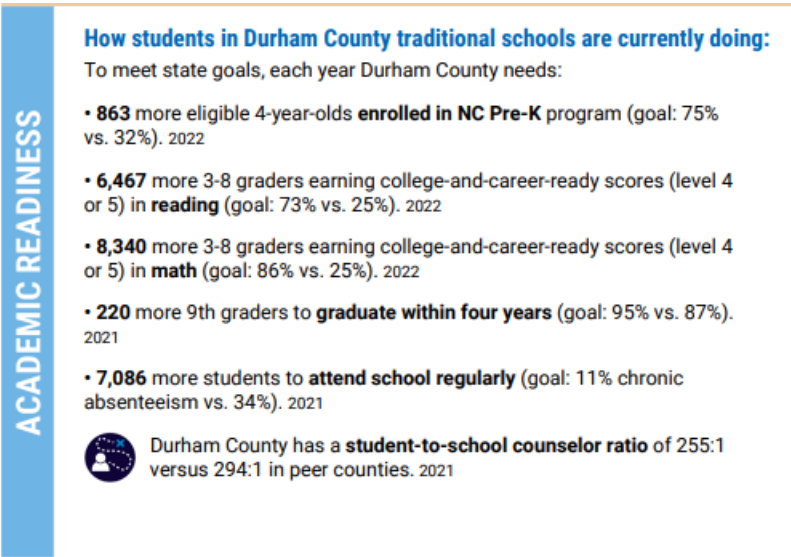 ACADEMIC READINESS
How students in Durham County traditional schools are currently doing:
To meet state goals, each year Durham County needs:
• 863 more eligible 4-year-olds enrolled in NC Pre-K program (goal: 75%
vs. 32%). 2022
• 6,467 more 3-8 graders earning college-and-career-ready scores (level 4
or 5) in reading (goal: 73% vs. 25%). 2022
• 8,340 more 3-8 graders earning college-and-career-ready scores (level 4
or 5) in math (goal: 86% vs. 25%). 2022
• 220 more 9th graders to graduate within four years (goal: 95% vs. 87%).
2021
• 7,086 more students to attend school regularly (goal: 11% chronic
absenteeism vs. 34%). 2021
Durham County has a student-to-school counselor ratio of 255:1
versus 294:1 in peer counties. 2021